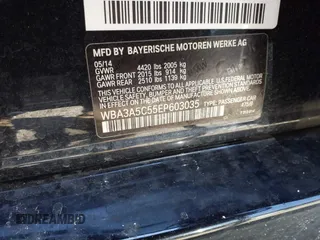 MFD BY BAYERISCHE MOTOREN WERKE AG
05/14
GVWR 4420 lbs 2005 kg
GAWR FRONT 2015 lbs 914 kg
GAWR REAR 2510 lbs 1139 kg
THIS VEHICLE CONFORMS TO ALL APPLICABLE U.S. FEDERAL MOTOR
VEHICLE SAFETY, BUMPER AND THEFT PREVENTION STANDARDS
IN EFFECT ON THE DATE OF MANUFACTURE SHOWN ABOVE.
WBA3A5C55EP603035 TYPE: PASSENGER CAR
DREAMBID